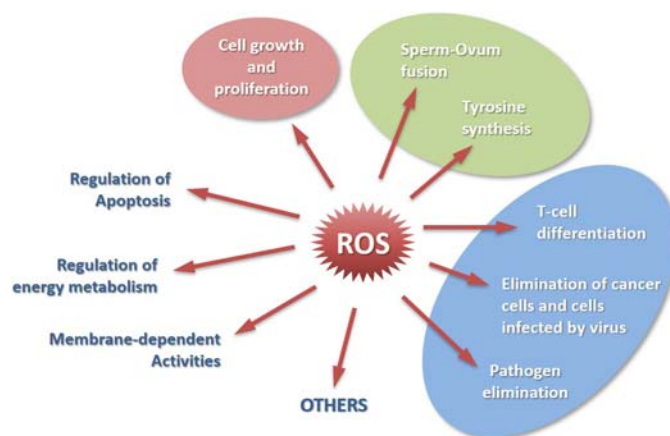 Cell growth
and
proliferation
Sperm-Ovum
fusion
Tyrosine
synthesis
Regulation of
Apoptosis
ROS
T-cell
differentiation
Regulation of
energy metabolism
Elimination of cancer
cells and cells
infected by virus
Membrane-dependent
Activities
Pathogen
elimination
OTHERS